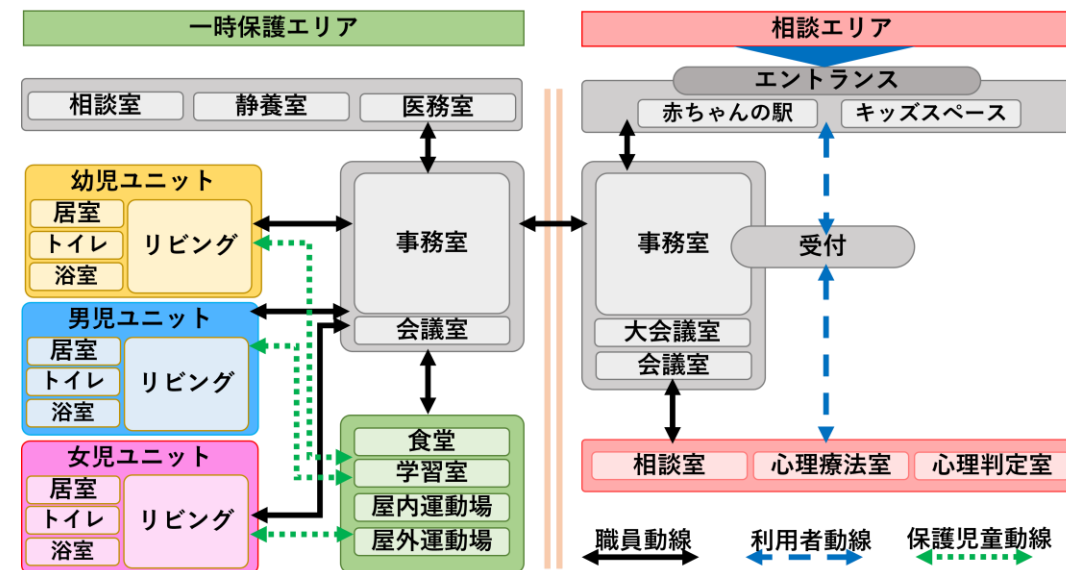 一時保護エリア
相談エリア
相談室
静養室
医務室
エントランス
赤ちゃんの駅
キッズスペース
幼児ユニット
居室
トイレ
浴室
リビング
男児ユニット
居室
トイレ
浴室
リビング
女児ユニット
居室
トイレ
浴室
リビング
事務室
会議室
食堂
学習室
屋内運動場
屋外運動場
事務室
受付
大会議室
会議室
相談室
心理療法室
心理判定室
職員動線
利用者動線
保護児童動線